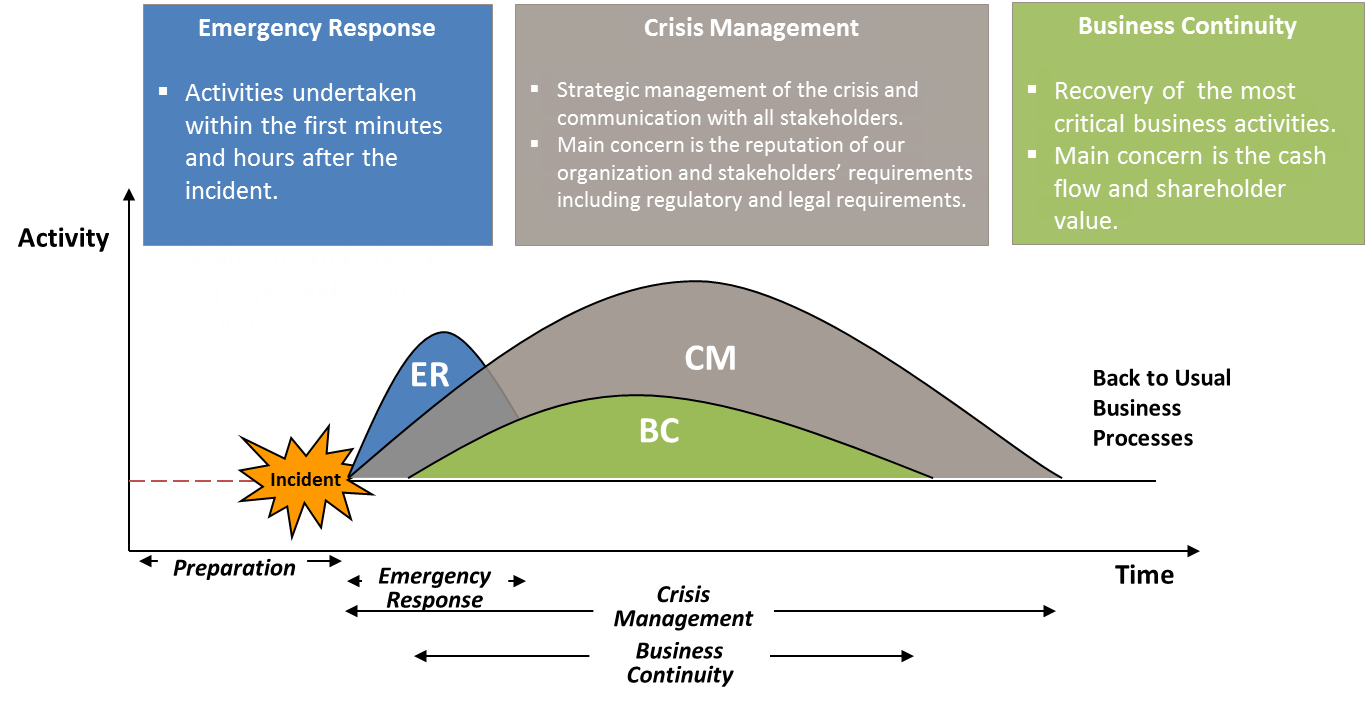 Emergency Response
▪ Activities undertaken
within the first minutes
and hours after the
incident.
Crisis Management
▪ Strategic management of the crisis and
communication with all stakeholders.
▪ Main concern is the reputation of our
organization and stakeholders’ requirements
including regulatory and legal requirements.
Business Continuity
▪ Recovery of the most
critical business activities.
▪ Main concern is the cash
flow and shareholder
value.
Activity
ER
CM
BC
Back to Usual
Business
Processes
Incident
Preparation
Time
Emergency
Response
Crisis
Management
Business
Continuity